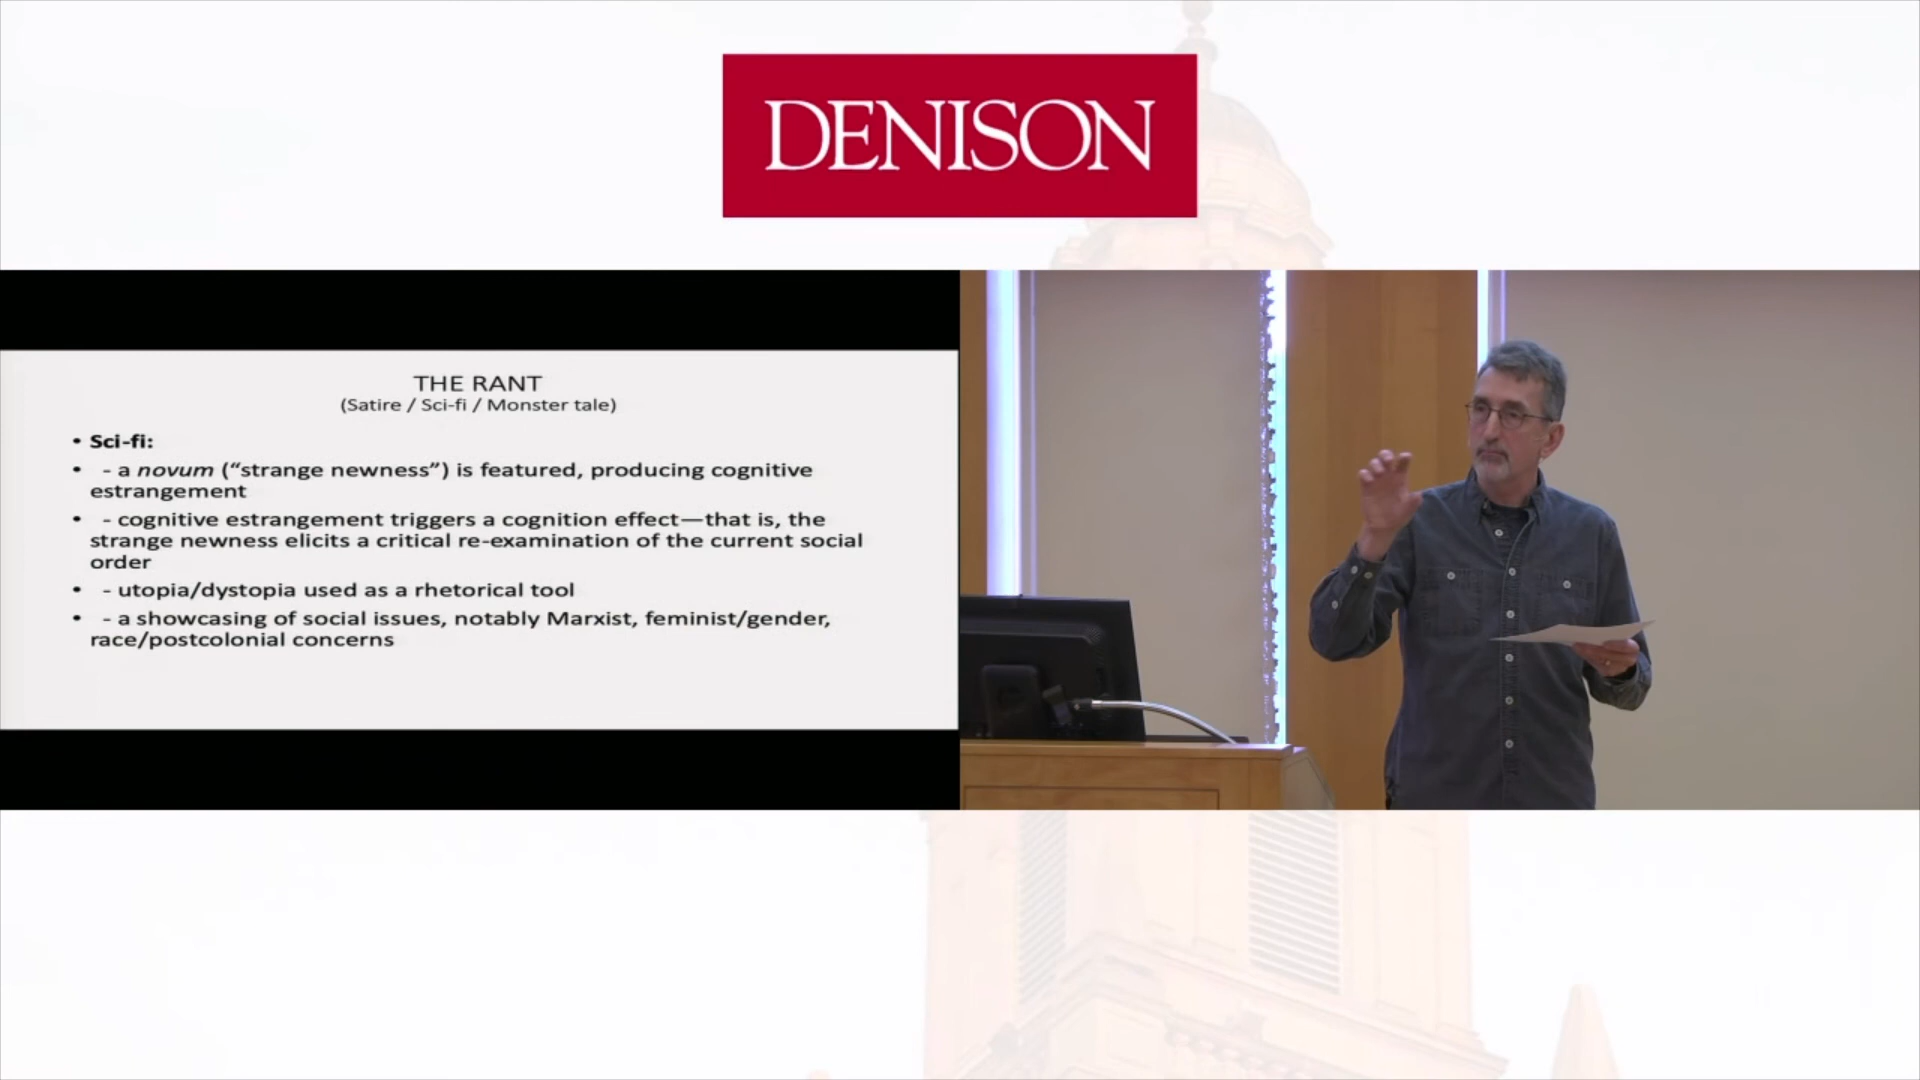 DENISON
THE RANT
(Satire / Sci-fi / Monster tale)
• Sci-fi:
• - a novum (“strange newness”) is featured, producing cognitive
estrangement
• - cognitive estrangement triggers a cognition effect—that is, the
strange newness elicits a critical re-examination of the current social
order
• - utopia/dystopia used as a rhetorical tool
• - a showcasing of social issues, notably Marxist, feminist/gender,
race/postcolonial concerns